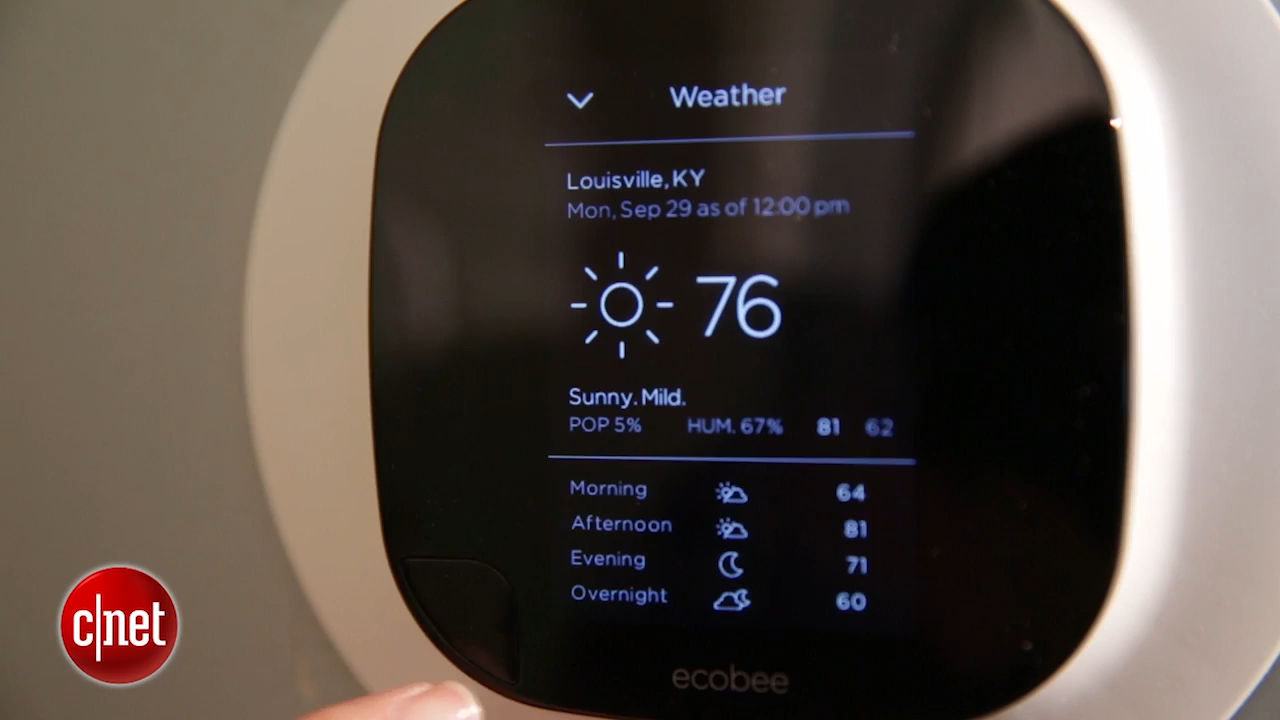 Weather
Louisville, KY
Mon, Sep 29 as of 12:00 pm
76
Sunny. Mild.
POP 5% HUM. 67% 81 62
Morning 64
Afternoon 81
Evening 71
Overnight 60
ecobee
c|net